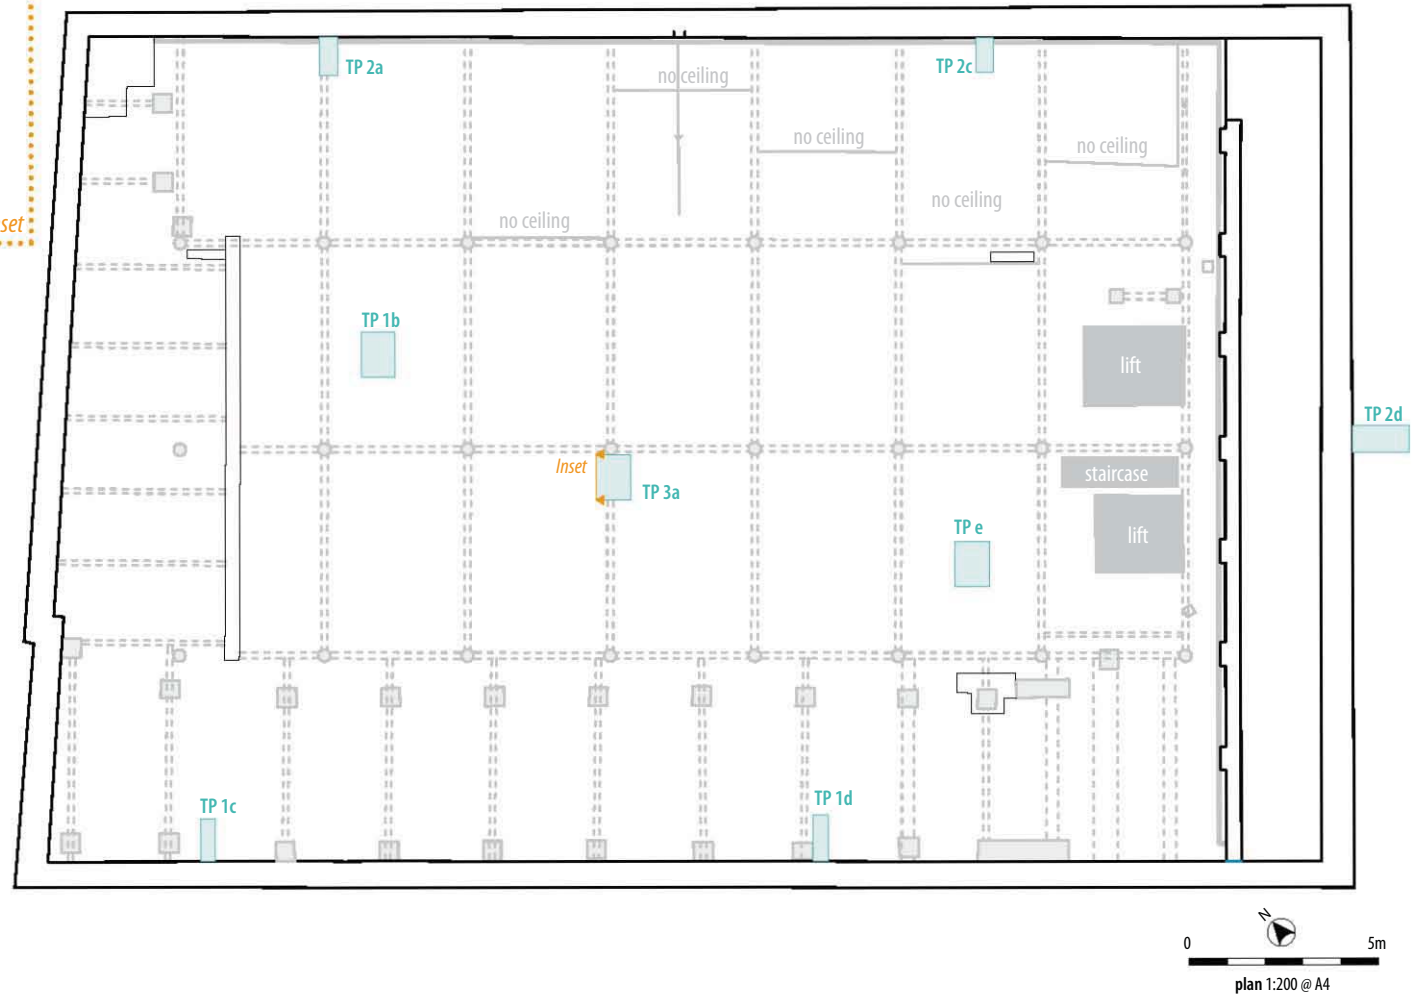 TP 2a
no ceiling
TP 2c
no ceiling
no ceiling
no ceiling
set
no ceiling
TP 1b
lift
TP 2d
Inset
staircase
TP 3a
TP e
lift
TP 1c
TP 1d
N
0 5m
plan 1:200 @ A4